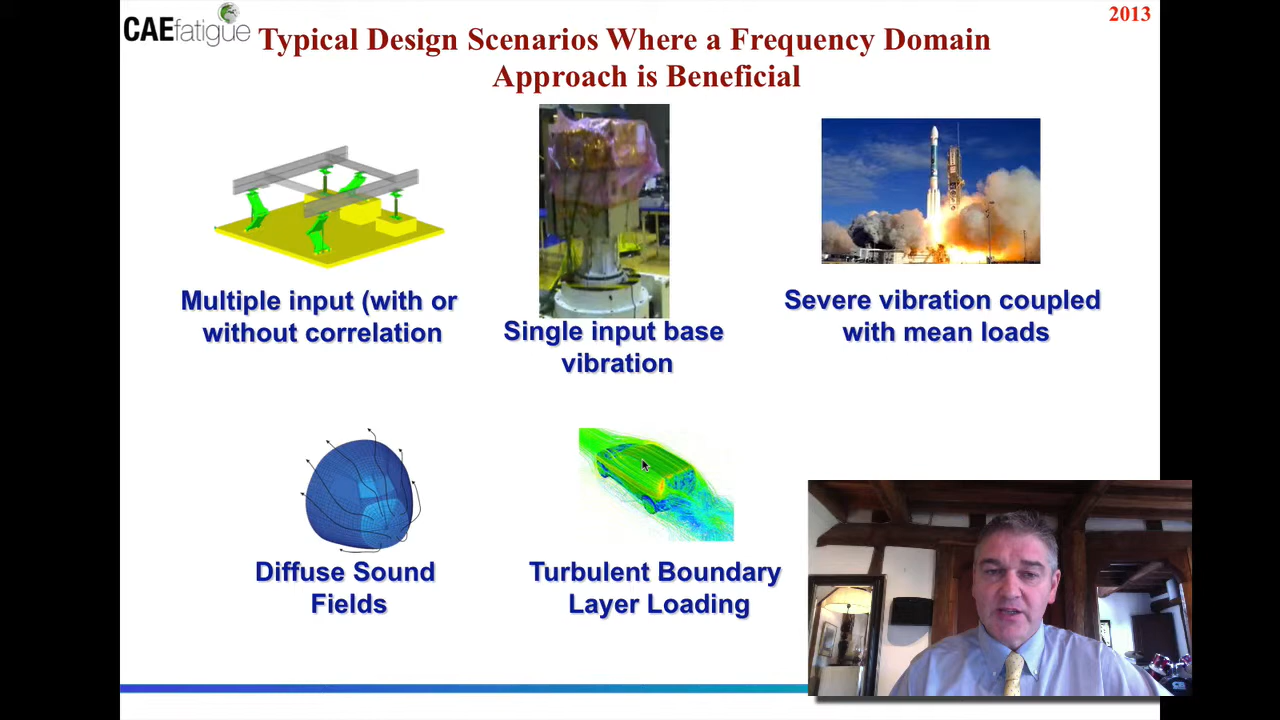 CAEfatigue
2013
Typical Design Scenarios Where a Frequency Domain
Approach is Beneficial
Multiple input (with or
without correlation
Single input base
vibration
Severe vibration coupled
with mean loads
Diffuse Sound
Fields
Turbulent Boundary
Layer Loading